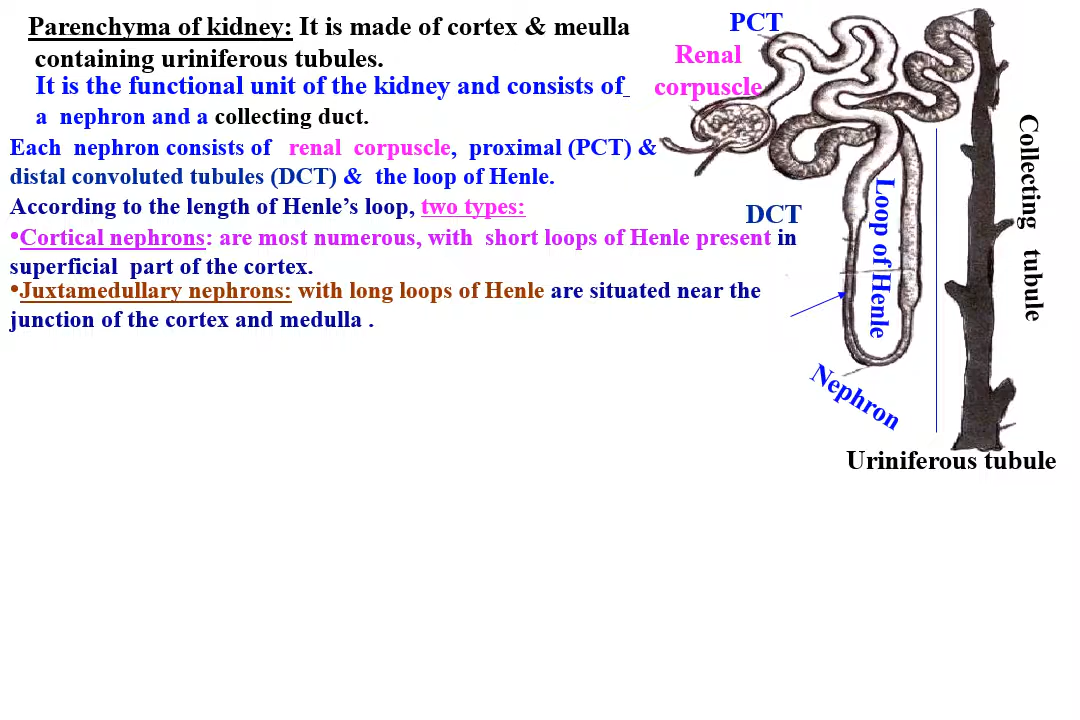 Parenchyma of kidney: It is made of cortex & meulla
containing uriniferous tubules.
It is the functional unit of the kidney and consists of
a nephron and a collecting duct.
Each nephron consists of renal corpuscle, proximal (PCT) &
distal convoluted tubules (DCT) & the loop of Henle.
According to the length of Henle's loop, two types:
•Cortical nephrons: are most numerous, with short loops of Henle present in
superficial part of the cortex.
•Juxtamedullary nephrons: with long loops of Henle are situated near the
junction of the cortex and medulla .
PCT
Renal
corpuscle
DCT
Loop of Henle
Nephron
Collecting tubule
Uriniferous tubule